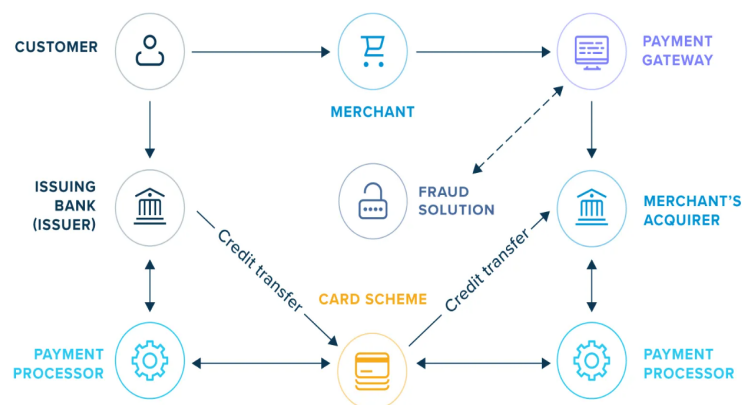 CUSTOMER
MERCHANT
PAYMENT
GATEWAY
ISSUING
BANK
(ISSUER)
FRAUD
SOLUTION
MERCHANT'S
ACQUIRER
Credit transfer
CARD SCHEME
Credit transfer
PAYMENT
PROCESSOR
PAYMENT
PROCESSOR